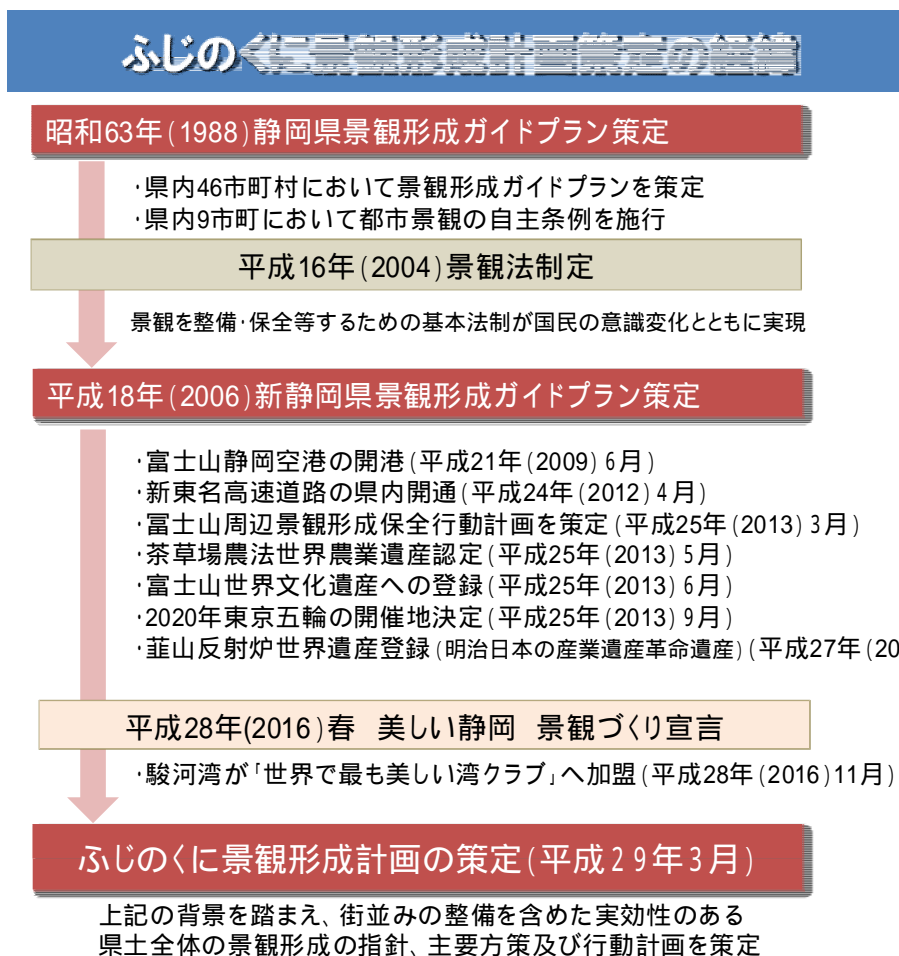 ふじのくに景観形成計画策定の経緯
昭和63年(1988)静岡県景観形成ガイドプラン策定
・県内46市町村において景観形成ガイドプランを策定
・県内9市町において都市景観の自主条例を施行
平成16年(2004)景観法制定
景観を整備・保全等するための基本法制が国民の意識変化とともに実現
平成18年(2006)新静岡県景観形成ガイドプラン策定
・富士山静岡空港の開港(平成21年(2009)6月)
・新東名高速道路の県内開通(平成24年(2012)4月)
・富士山周辺景観形成保全行動計画を策定(平成25年(2013)3月)
・茶草場農法世界農業遺産認定(平成25年(2013)5月)
・富士山世界文化遺産への登録(平成25年(2013)6月)
・2020年東京五輪の開催地決定(平成25年(2013)9月)
・韮山反射炉世界遺産登録(明治日本の産業遺産革命遺産)(平成27年(20
平成28年(2016)春 美しい静岡 景観づくり宣言
・駿河湾が「世界で最も美しい湾クラブ」へ加盟(平成28年(2016)11月)
ふじのくに景観形成計画の策定(平成29年3月)
上記の背景を踏まえ、街並みの整備を含めた実効性のある
県土全体の景観形成の指針、主要方策及び行動計画を策定